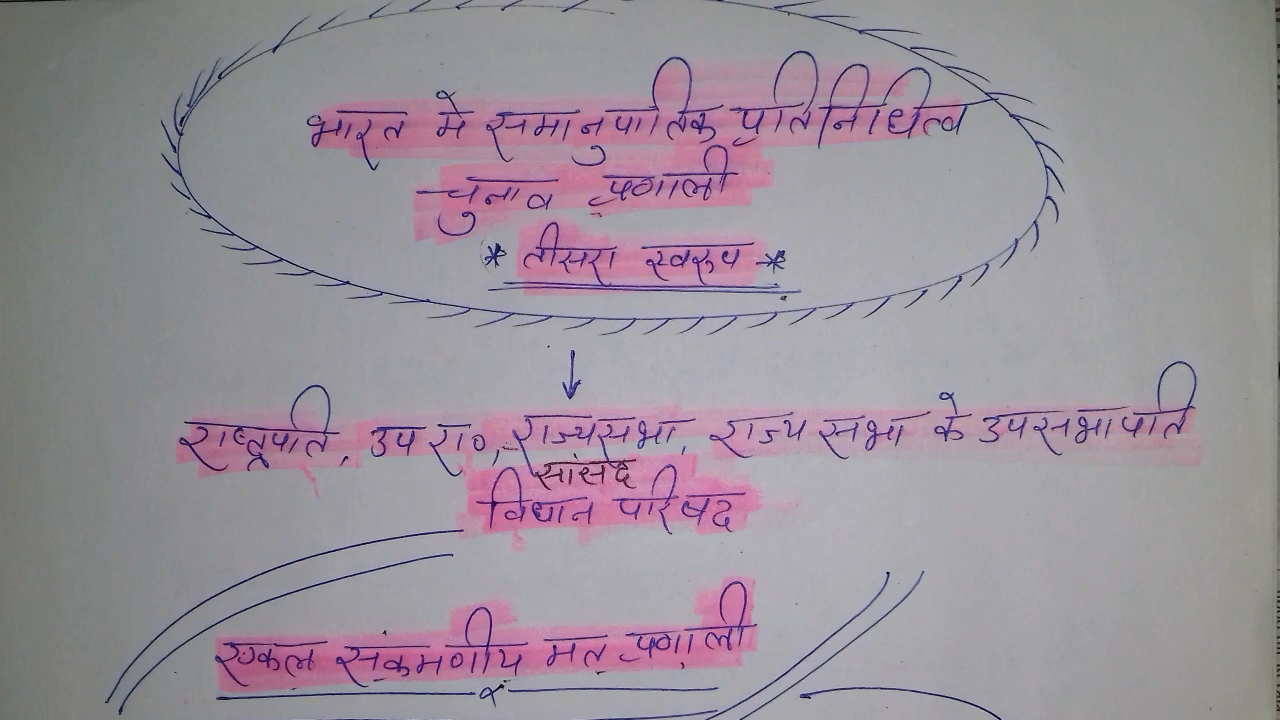 भारत मे समानुपातिक प्रतिनिधित्व
चुनाव प्रणाली
* तीसरा स्वरुप *
राष्ट्रपति, उप रा०, राज्यसभा, राज्य सभा के उपसभापति
सांसद
विधान परिषद
एकल संक्रमणीय मत प्रणाली